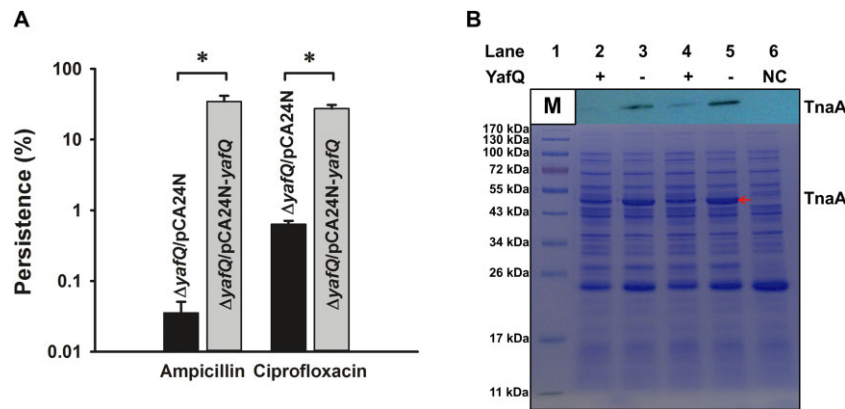 A
Persistence (%)
100
10
1
0.1
0.01
*
*
ΔyafQ/pCA24N
ΔyafQ/pCA24N-yafQ
ΔyafQ/pCA24N
ΔyafQ/pCA24N-yafQ
Ampicillin Ciprofloxacin
B
Lane 1 2 3 4 5 6
YafQ + - + - NC
M
TnaA
170 kDa
130 kDa
100 kDa
72 kDa
55 kDa
TnaA
43 kDa
34 kDa
26 kDa
17 kDa
11 kDa